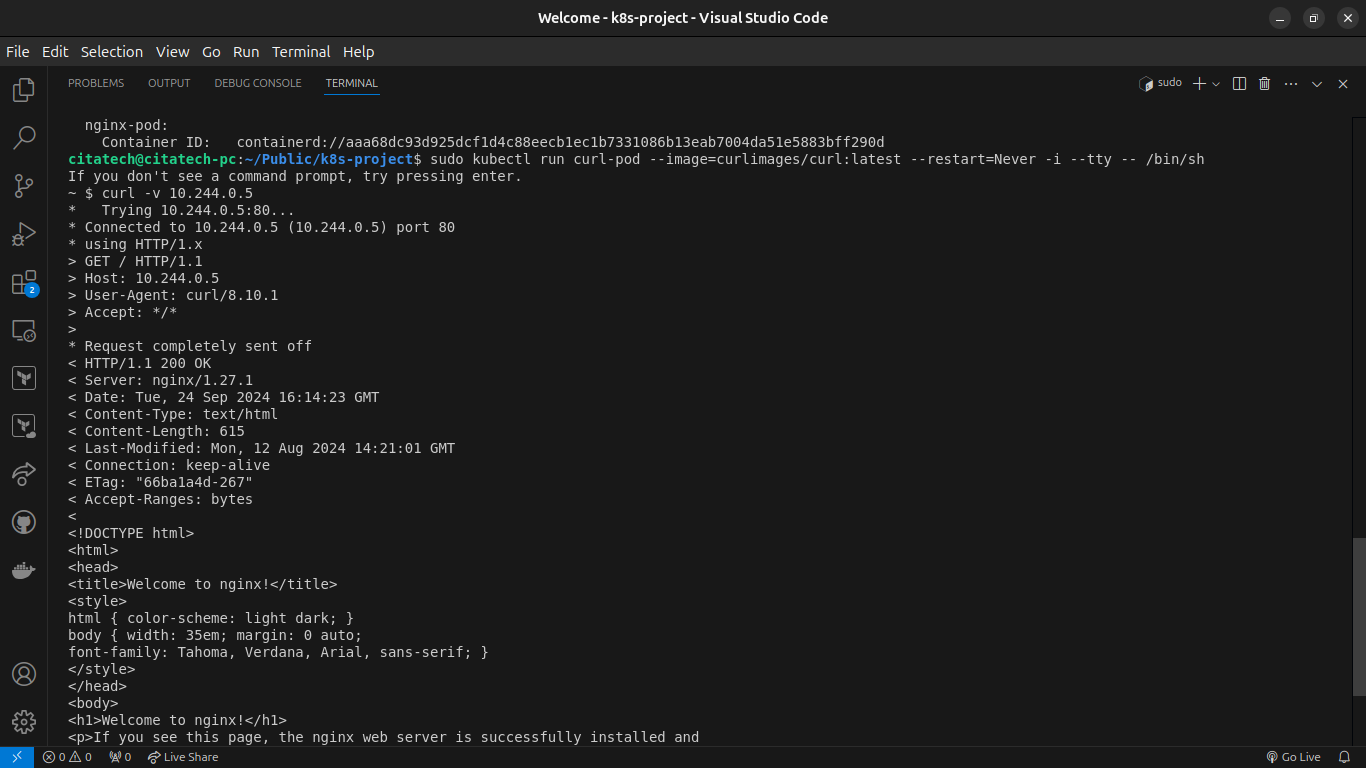 Welcome - k8s-project - Visual Studio Code
File Edit Selection View Go Run Terminal Help
PROBLEMS OUTPUT DEBUG CONSOLE TERMINAL
sudo
  nginx-pod:
    Container ID:   containerd://aaa68dc93d925dcf1d4c88eecb1ec1b7331086b13eab7004da51e5883bff290d
citatech@citatech-pc:~/Public/k8s-project$ sudo kubectl run curl-pod --image=curlimages/curl:latest --restart=Never -i --tty -- /bin/sh
If you don't see a command prompt, try pressing enter.
~ $ curl -v 10.244.0.5
*   Trying 10.244.0.5:80...
* Connected to 10.244.0.5 (10.244.0.5) port 80
* using HTTP/1.x
> GET / HTTP/1.1
> Host: 10.244.0.5
> User-Agent: curl/8.10.1
> Accept: */*
>
* Request completely sent off
< HTTP/1.1 200 OK
< Server: nginx/1.27.1
< Date: Tue, 24 Sep 2024 16:14:23 GMT
< Content-Type: text/html
< Content-Length: 615
< Last-Modified: Mon, 12 Aug 2024 14:21:01 GMT
< Connection: keep-alive
< ETag: "66ba1a4d-267"
< Accept-Ranges: bytes
<
<!DOCTYPE html>
<html>
<head>
<title>Welcome to nginx!</title>
<style>
html { color-scheme: light dark; }
body { width: 35em; margin: 0 auto;
font-family: Tahoma, Verdana, Arial, sans-serif; }
</style>
</head>
<body>
<h1>Welcome to nginx!</h1>
<p>If you see this page, the nginx web server is successfully installed and
2
0 0 0 Live Share Go Live